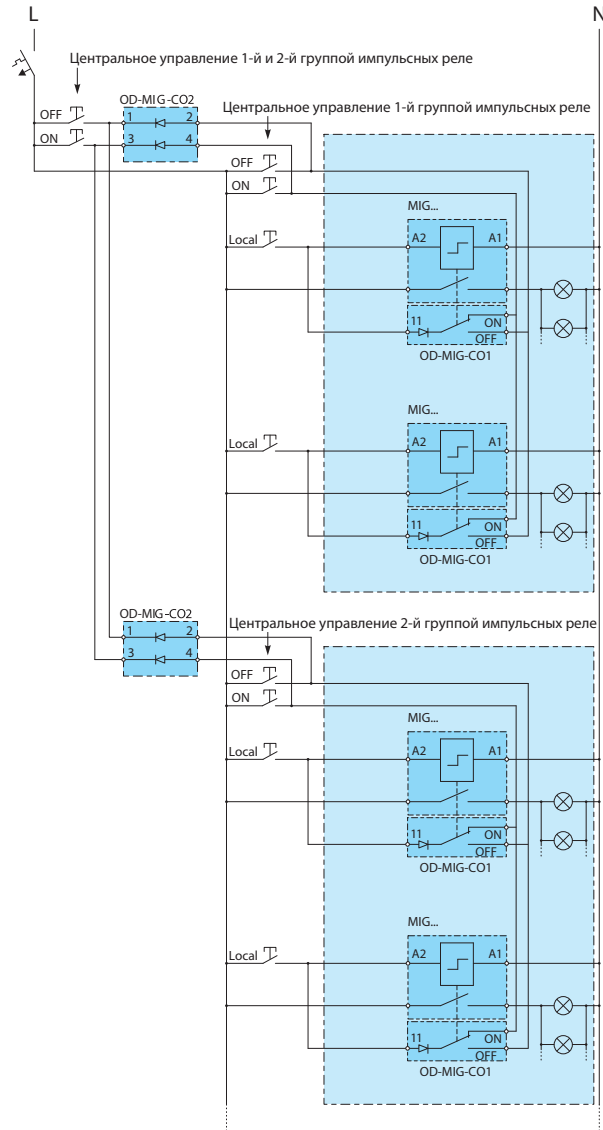 L N
Центральное управление 1-й и 2-й группой импульсных реле
OD-MIG-CO2
Центральное управление 1-й группой импульсных реле
OFF 1 2
ON 3 4
OFF
ON
MIG...
Local A2 A1
11 ON
OFF
OD-MIG-CO1
MIG...
Local A2 A1
11 ON
OFF
OD-MIG-CO1
OD-MIG-CO2
Центральное управление 2-й группой импульсных реле
1 2
3 4
OFF
ON
MIG...
Local A2 A1
11 ON
OFF
OD-MIG-CO1
MIG...
Local A2 A1
11 ON
OFF
OD-MIG-CO1